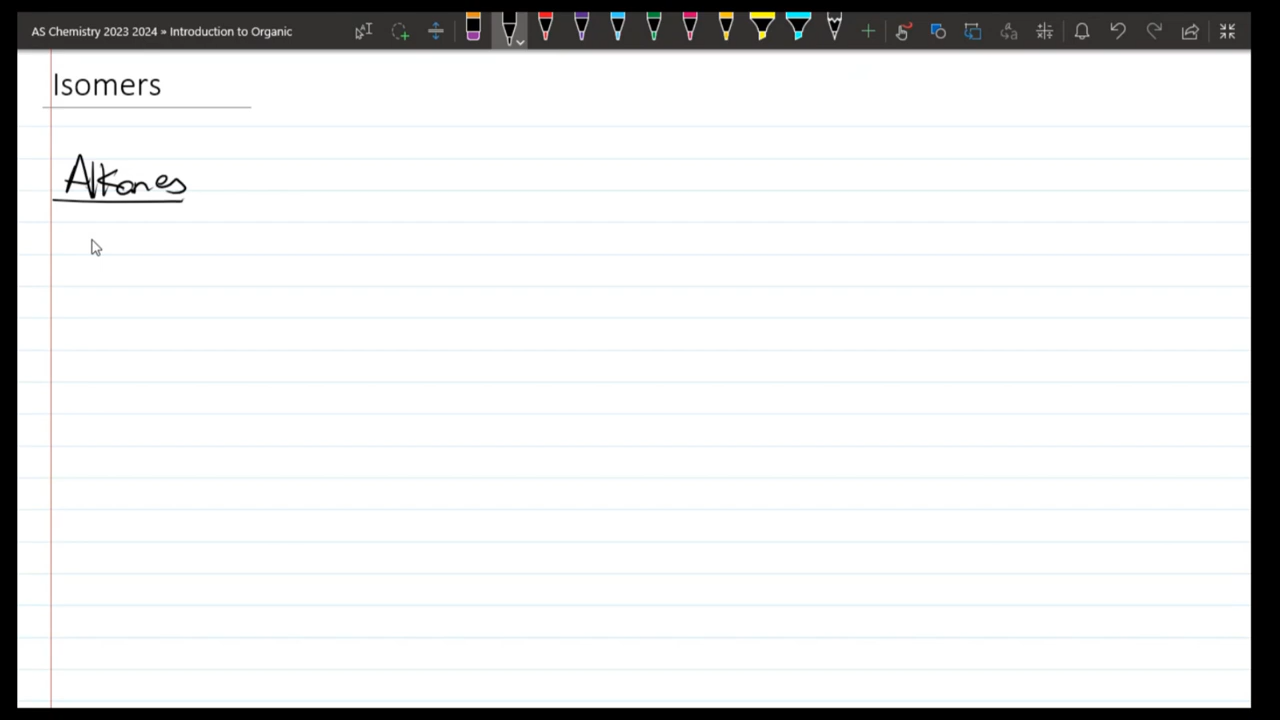 AS Chemistry 2023 2024 » Introduction to Organic
Isomers
Alkanes